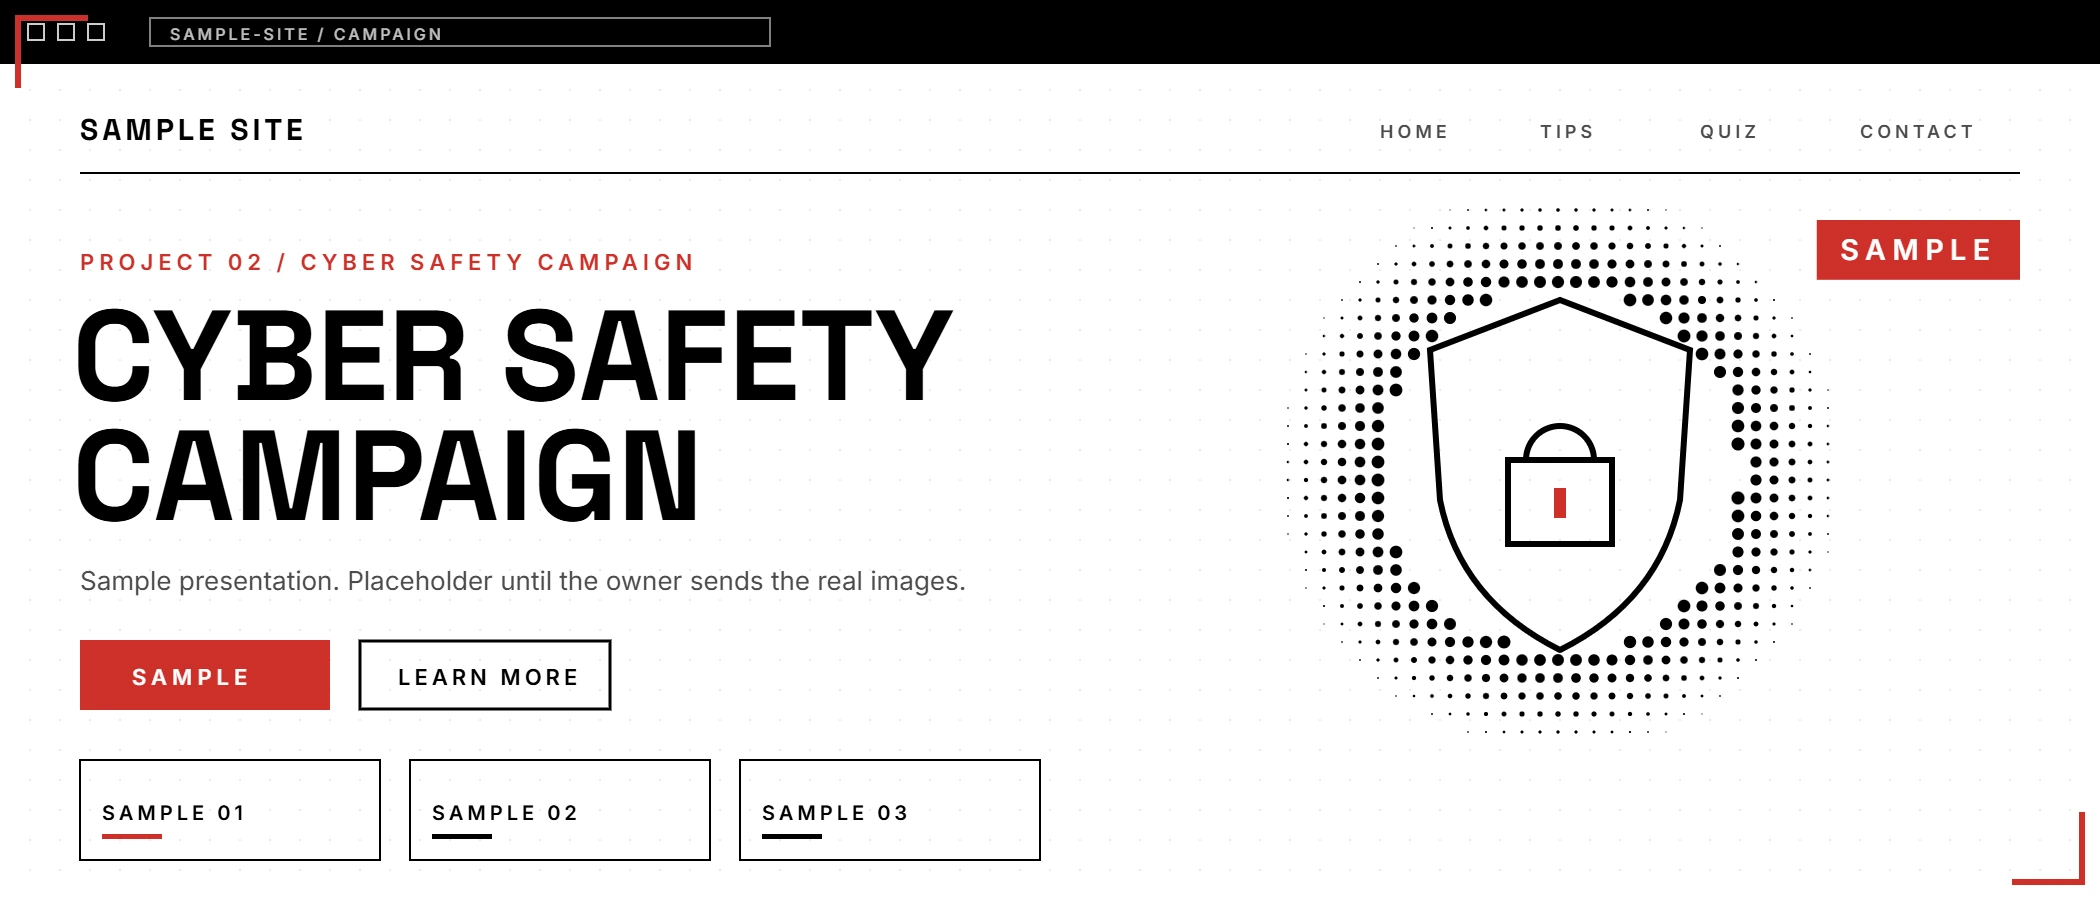 SAMPLE-SITE / CAMPAIGN
SAMPLE SITE
HOME TIPS QUIZ CONTACT
SAMPLE
PROJECT 02 / CYBER SAFETY CAMPAIGN
CYBER SAFETY
CAMPAIGN
Sample presentation. Placeholder until the owner sends the real images.
SAMPLE LEARN MORE
SAMPLE 01 SAMPLE 02 SAMPLE 03